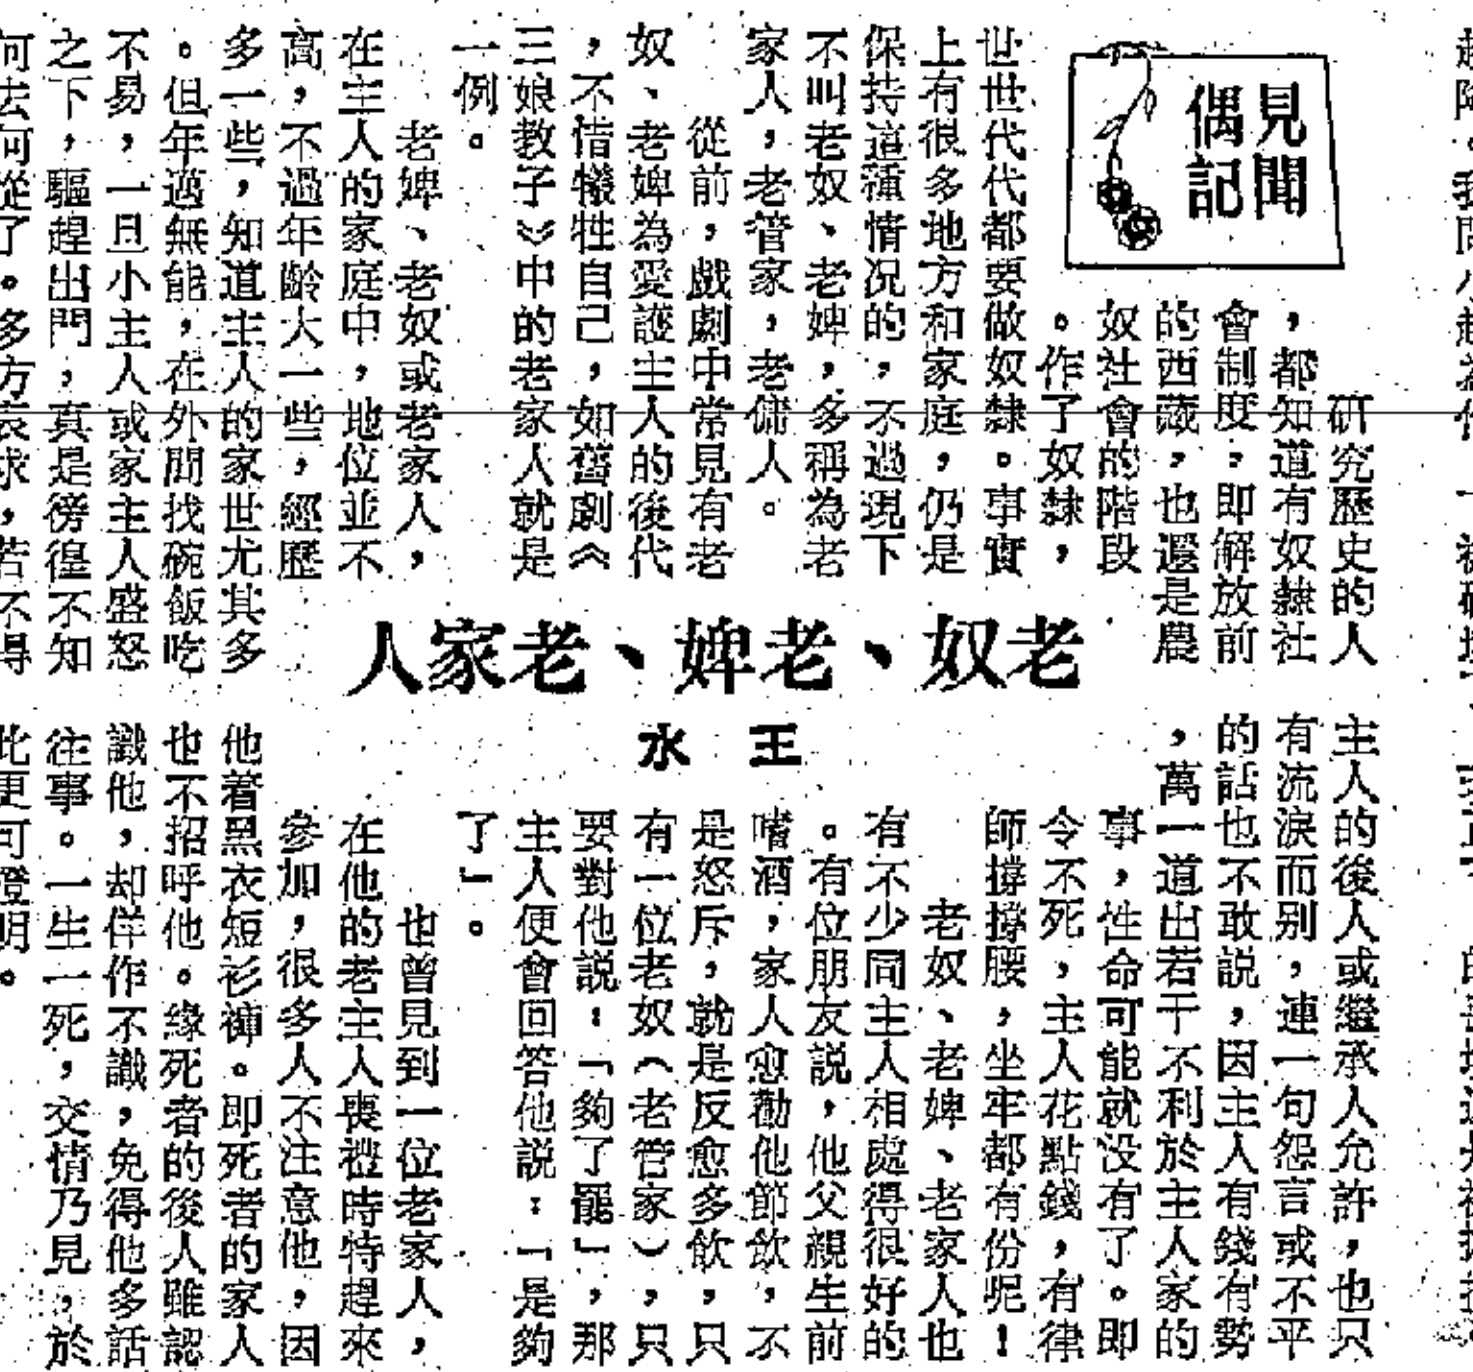 見聞
偶記
老奴、老婢、老家人
王水
研究歷史的人
，都知道有奴隸社
會制度，即解放前
的西藏，也還是農
奴社會的階段
。作了奴隸，
世世代代都要做奴隸。事實
上有很多地方和家庭，仍是
保持這種情况的，不過現下
不叫老奴、老婢，多稱為老
家人，老管家，老傭人。
從前，戲劇中常見有老
奴、老婢為愛護主人的後代
，不惜犧牲自己，如舊劇《
三娘教子》中的老家人就是
一例。
老婢、老奴或老家人，
在主人的家庭中，地位並不
高，不過年齡大一些，經歷
多一些，知道主人的家世尤其多
。但年邁無能，在外間找碗飯吃
不易，一旦小主人或家主人盛怒
之下，驅趕出門，真是徬徨不知
何去何從了。多方哀求，若不得
主人的後人或繼承人允許，也只
有流淚而别，連一句怨言或不平
的話也不敢説，因主人有錢有勢
，萬一道出若干不利於主人家的
事，性命可能就没有了。即
令不死，主人花點錢，有律
師撐撐腰，坐牢都有份呢！
老奴、老婢、老家人也
有不少同主人相處得很好的
。有位朋友説，他父親生前
嗜酒，家人愈勸他節飲，不
是怒斥，就是反愈多飲，只
有一位老奴（老管家），只
要對他説：「夠了罷」，那
主人便會回答他説：「是夠
了」。
也曾見到一位老家人，
在他的老主人喪禮時特趕來
參加，很多人不注意他，因
他着黑衣短衫褲。即死者的家人
也不招呼他。緣死者的後人雖認
識他，却佯作不識，免得他多話
往事。一生一死，交情乃見，於
此更可證明。